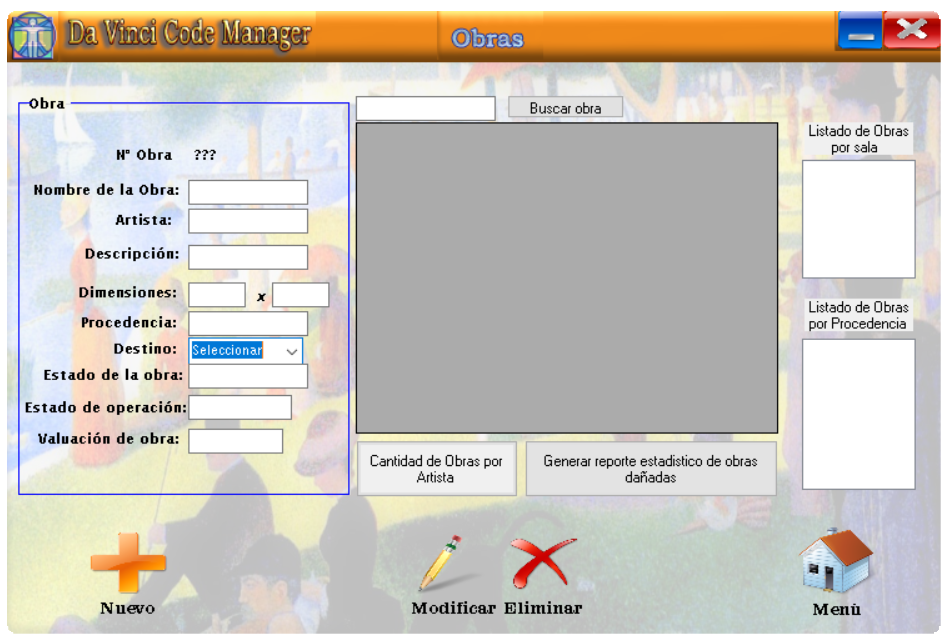 Da Vinci Code Manager
Obras
Obra
Nº Obra ???
Nombre de la Obra:
Artista:
Descripción:
Dimensiones: x
Procedencia:
Destino: Seleccionar
Estado de la obra:
Estado de operación:
Valuación de obra:
Buscar obra
Cantidad de Obras por
Artista
Generar reporte estadistico de obras
dañadas
Listado de Obras
por sala
Listado de Obras
por Procedencia
Nuevo
Modificar
Eliminar
Menù